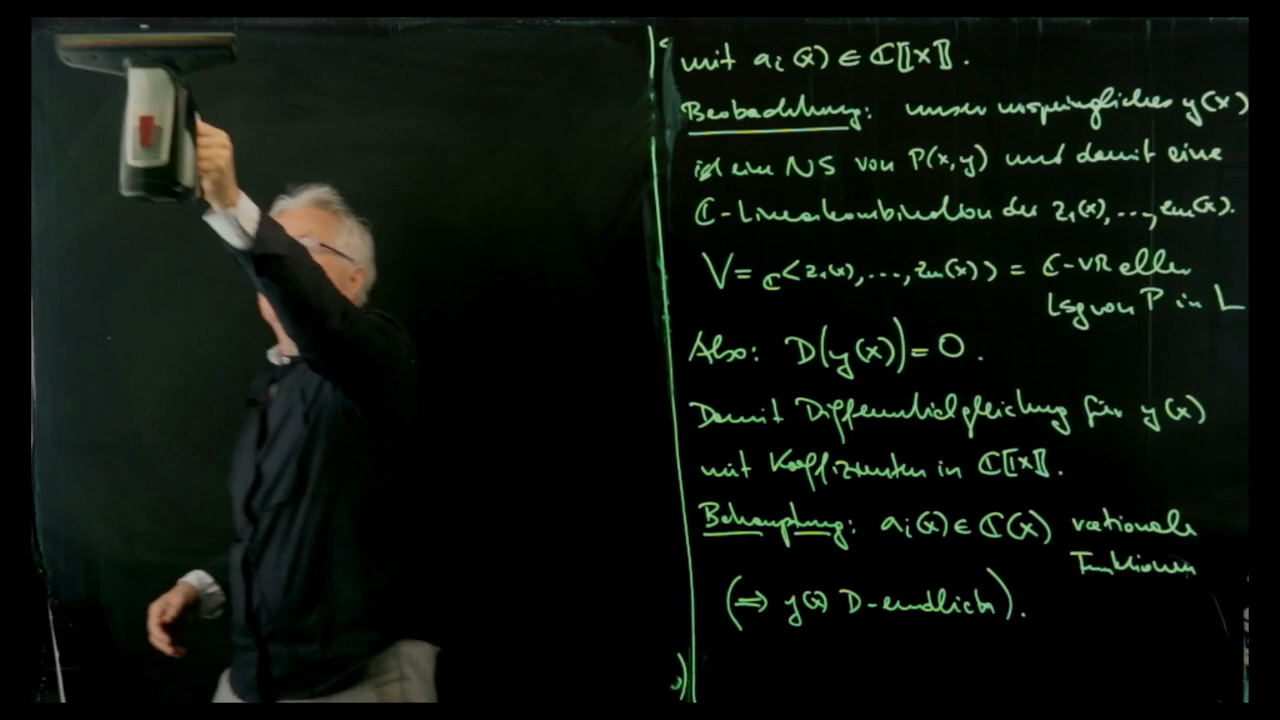 mit aᵢ(x) ∈ ℂ[[x]].
Beobachtung: unser ursprüngliches y(x)
ist eine NS von P(x,y) und damit eine
ℂ-Linearkombination der z₁(x), ..., zₘ(x).
V = ℂ<z₁(x), ..., zₘ(x)> = ℂ-VR aller
Lsg von P in L
Also: D(y(x)) = 0.
Damit Differentialgleichung für y(x)
mit Koeffizienten in ℂ[[x]].
Behauptung: aᵢ(x) ∈ ℂ(x) rationale
Funktionen
(⇒ y(x) D-endlich).